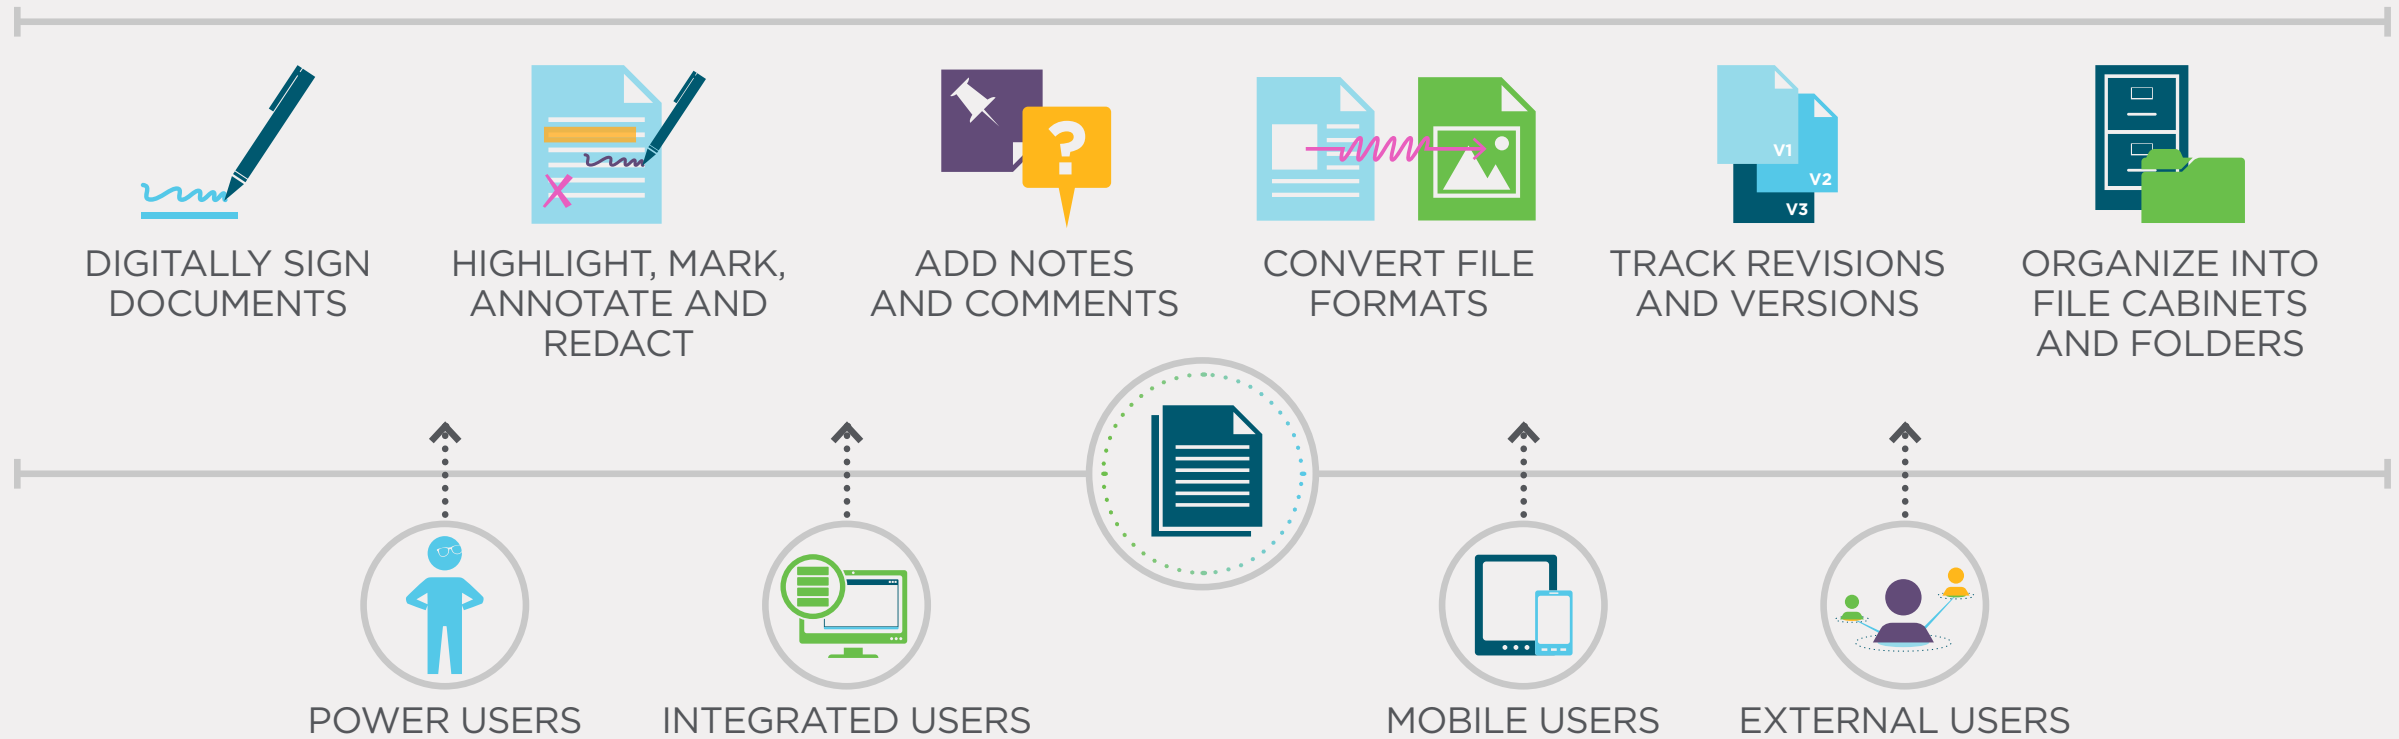 V1
V2
V3
?
DIGITALLY SIGN
DOCUMENTS
HIGHLIGHT, MARK,
ANNOTATE AND
REDACT
ADD NOTES
AND COMMENTS
CONVERT FILE
FORMATS
TRACK REVISIONS
AND VERSIONS
ORGANIZE INTO
FILE CABINETS
AND FOLDERS
POWER USERS
INTEGRATED USERS
MOBILE USERS
EXTERNAL USERS